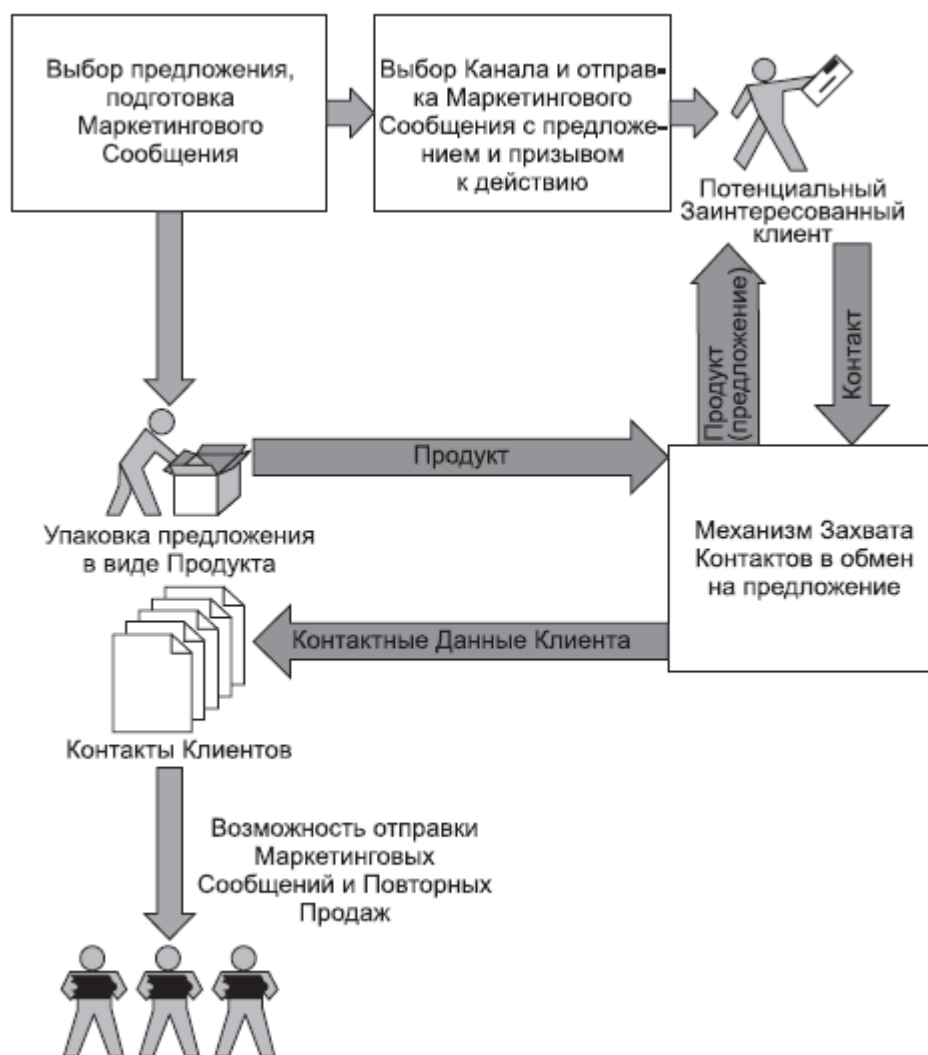 Выбор предложения,
подготовка
Маркетингового
Сообщения
Выбор Канала и отправ-
ка Маркетингового
Сообщения с предложе-
нием и призывом
к действию
Потенциальный
Заинтересованный
клиент
Продукт
(предложение)
Контакт
Продукт
Упаковка предложения
в виде Продукта
Механизм Захвата
Контактов в обмен
на предложение
Контактные Данные Клиента
Контакты Клиентов
Возможность отправки
Маркетинговых
Сообщений и Повторных
Продаж